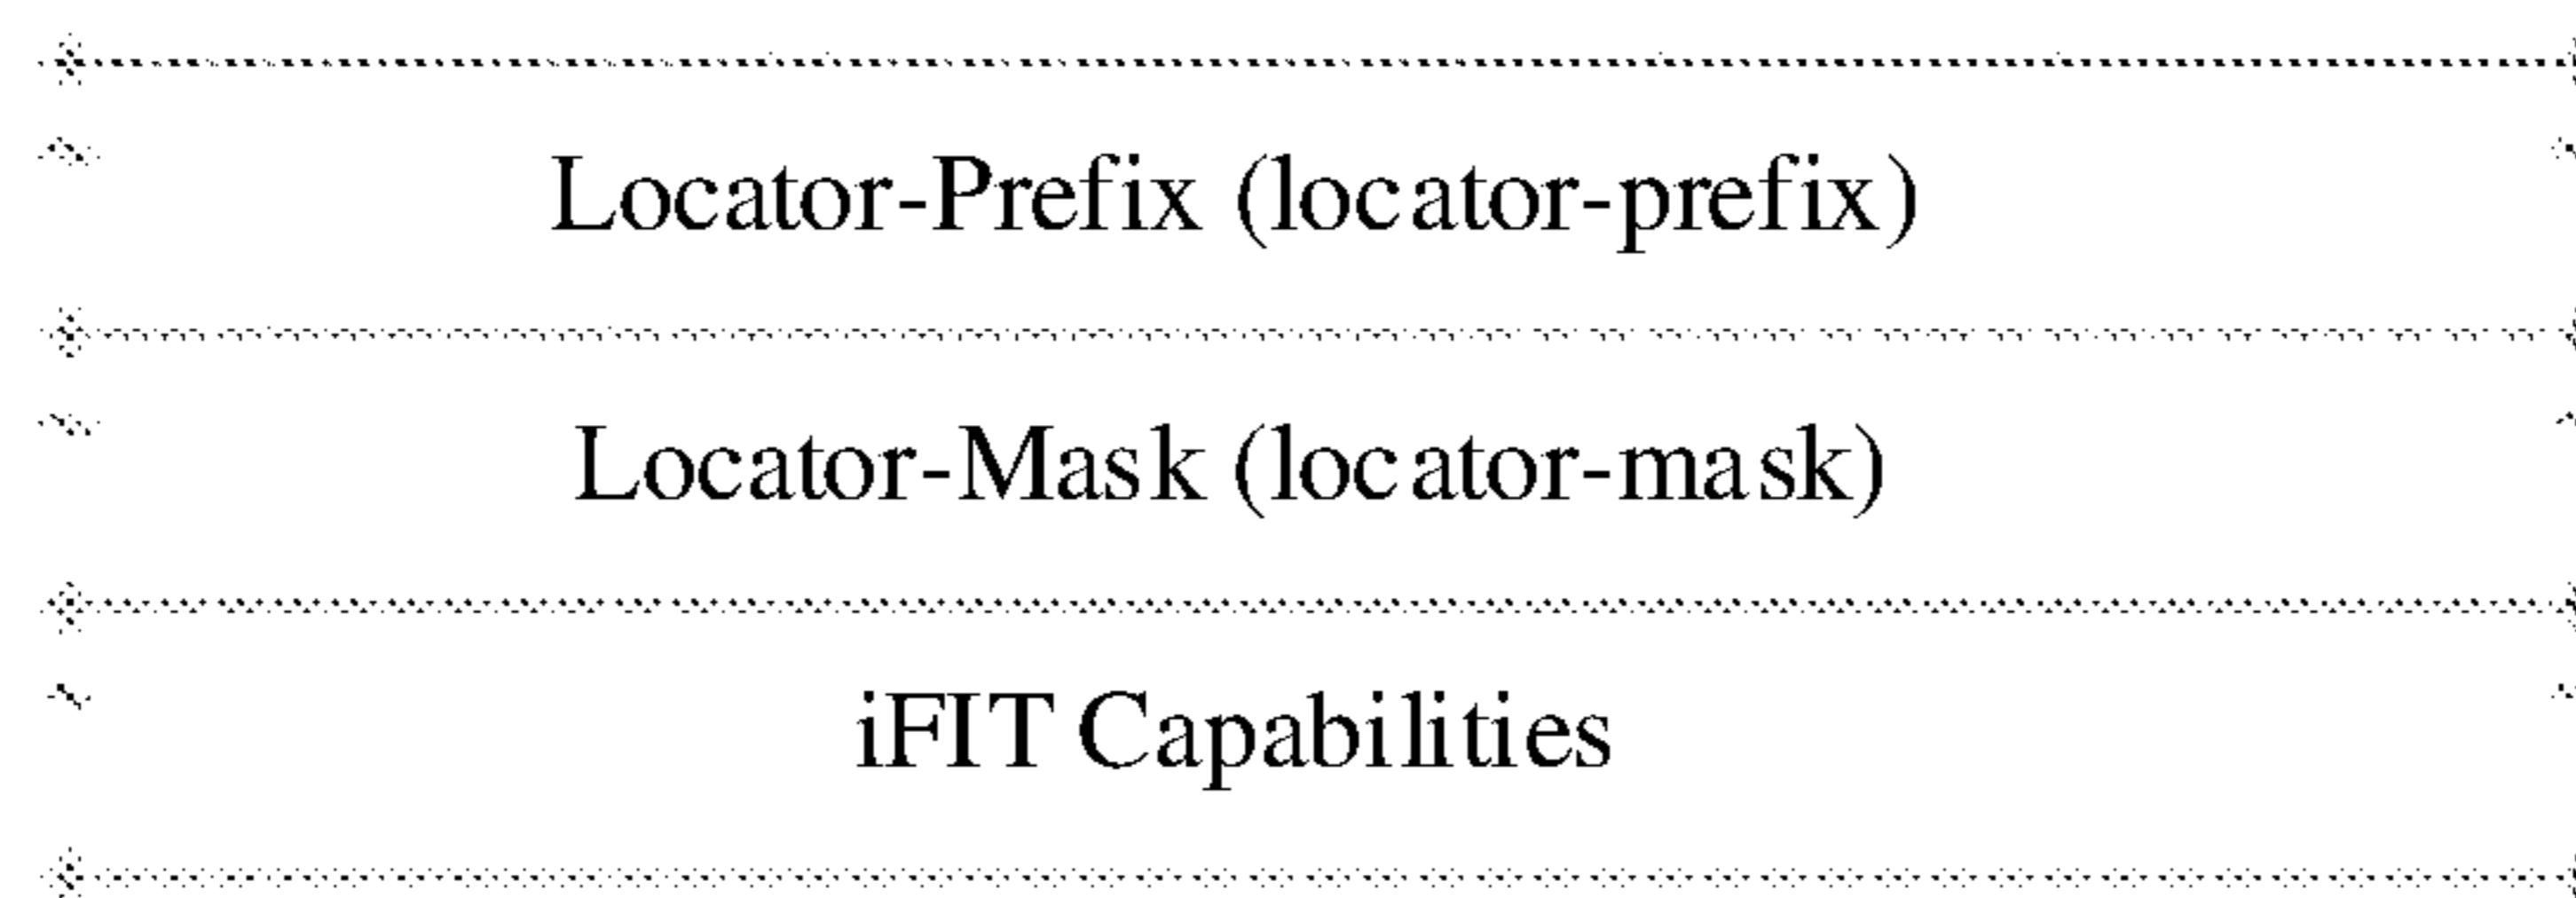 Locator-Prefix (locator-prefix)
Locator-Mask (locator-mask)
iFIT Capabilities